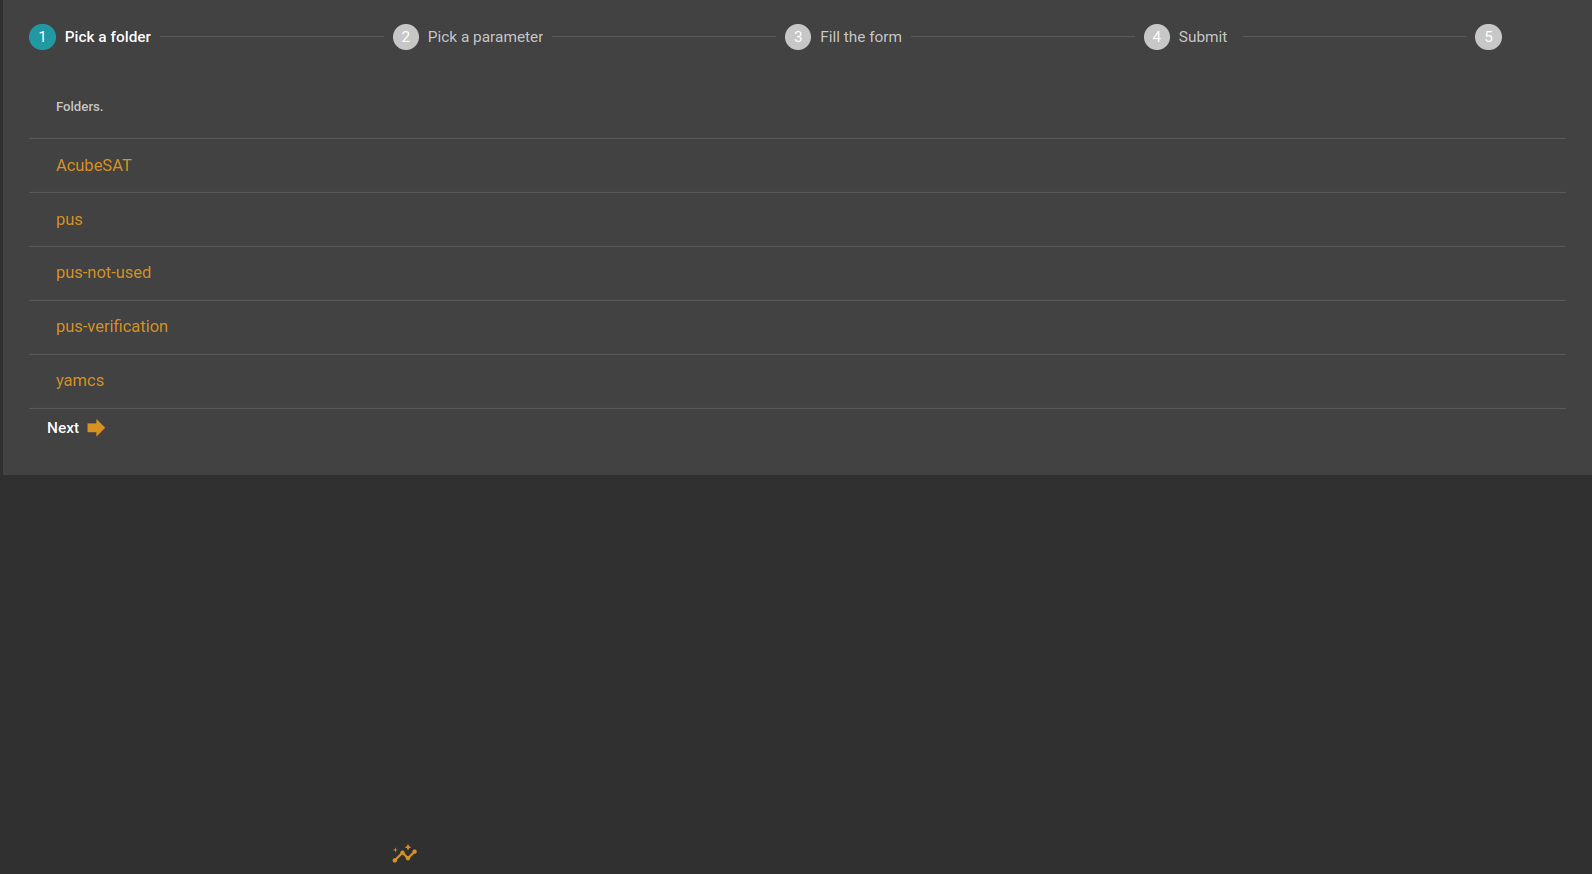 1 Pick a folder 2 Pick a parameter 3 Fill the form 4 Submit 5
Folders.
AcubeSAT
pus
pus-not-used
pus-verification
yamcs
Next